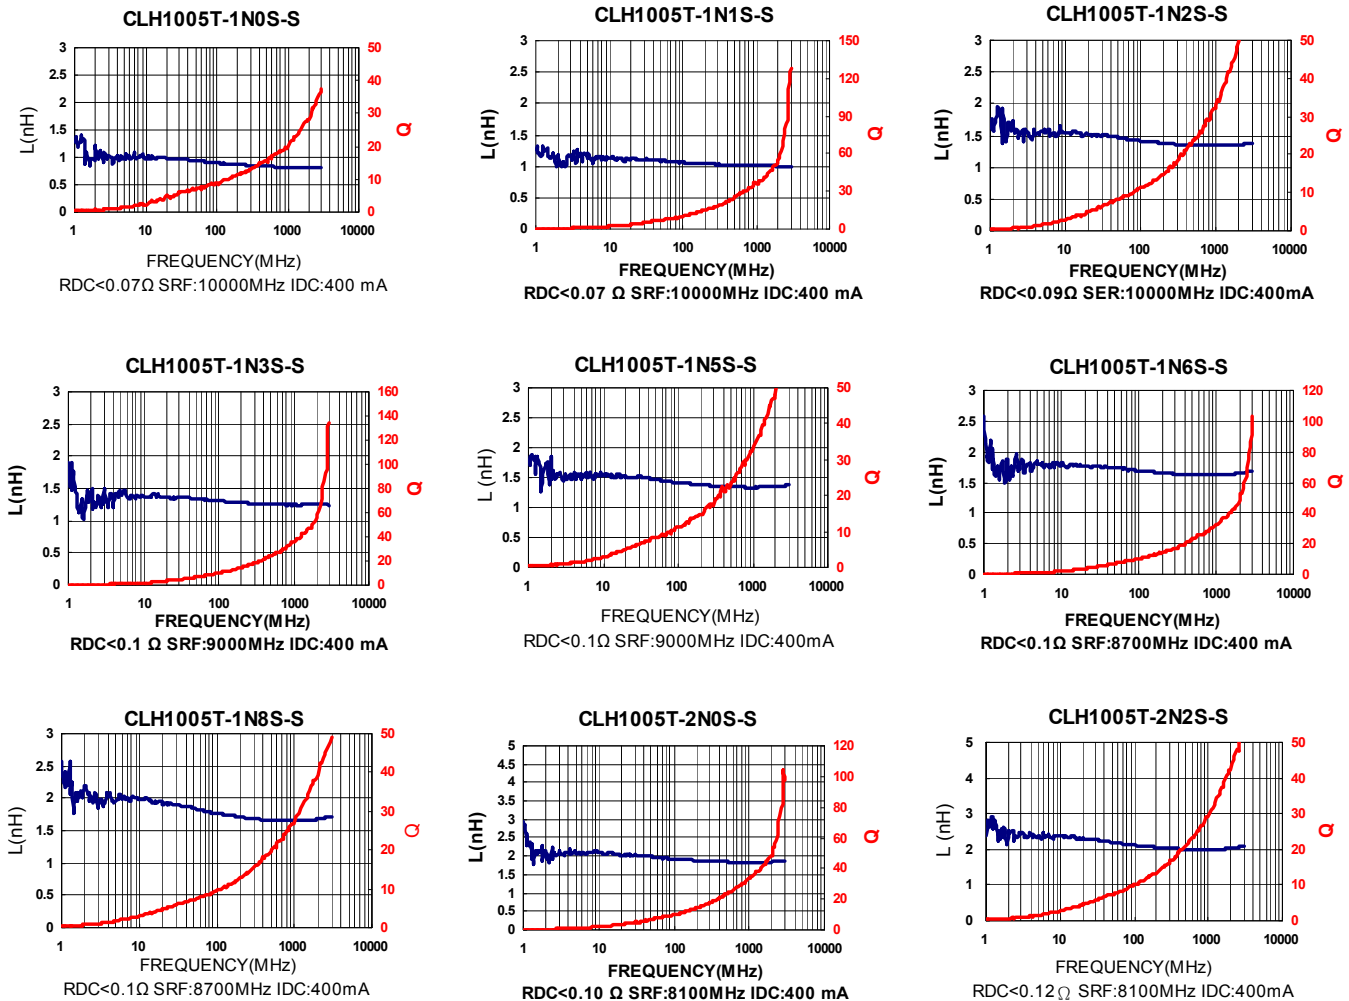 CLH1005T-1N0S-S
3
2.5
2
1.5
1
0.5
0
L(nH)
50
40
30
20
10
0
Q
1 10 100 1000 10000
FREQUENCY(MHz)
RDC<0.07Ω SRF:10000MHz IDC:400 mA
CLH1005T-1N1S-S
3
2.5
2
1.5
1
0.5
0
L(nH)
150
120
90
60
30
0
Q
1 10 100 1000 10000
FREQUENCY(MHz)
RDC<0.07 Ω SRF:10000MHz IDC:400 mA
CLH1005T-1N2S-S
3
2.5
2
1.5
1
0.5
0
L(nH)
50
40
30
20
10
0
Q
1 10 100 1000 10000
FREQUENCY(MHz)
RDC<0.09Ω SER:10000MHz IDC:400mA
CLH1005T-1N3S-S
3
2.5
2
1.5
1
0.5
0
L(nH)
160
140
120
100
80
60
40
20
0
Q
1 10 100 1000 10000
FREQUENCY(MHz)
RDC<0.1 Ω SRF:9000MHz IDC:400 mA
CLH1005T-1N5S-S
3
2.5
2
1.5
1
0.5
0
L (nH)
50
40
30
20
10
0
Q
1 10 100 1000 10000
FREQUENCY(MHz)
RDC<0.1Ω SRF:9000MHz IDC:400mA
CLH1005T-1N6S-S
3
2.5
2
1.5
1
0.5
0
L(nH)
120
100
80
60
40
20
0
Q
1 10 100 1000 10000
FREQUENCY(MHz)
RDC<0.1Ω SRF:8700MHz IDC:400 mA
CLH1005T-1N8S-S
3
2.5
2
1.5
1
0.5
0
L(nH)
50
40
30
20
10
0
Q
1 10 100 1000 10000
FREQUENCY(MHz)
RDC<0.1Ω SRF:8700MHz IDC:400mA
CLH1005T-2N0S-S
5
4.5
4
3.5
3
2.5
2
1.5
1
0.5
0
L(nH)
120
100
80
60
40
20
0
Q
1 10 100 1000 10000
FREQUENCY(MHz)
RDC<0.10 Ω SRF:8100MHz IDC:400 mA
CLH1005T-2N2S-S
5
4
3
2
1
0
L (nH)
50
40
30
20
10
0
Q
1 10 100 1000 10000
FREQUENCY(MHz)
RDC<0.12Ω SRF:8100MHz IDC:400mA